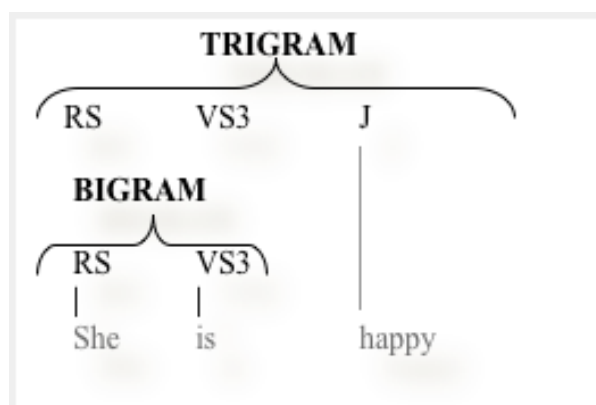 TRIGRAM
RS VS3 J
BIGRAM
RS VS3
She is happy